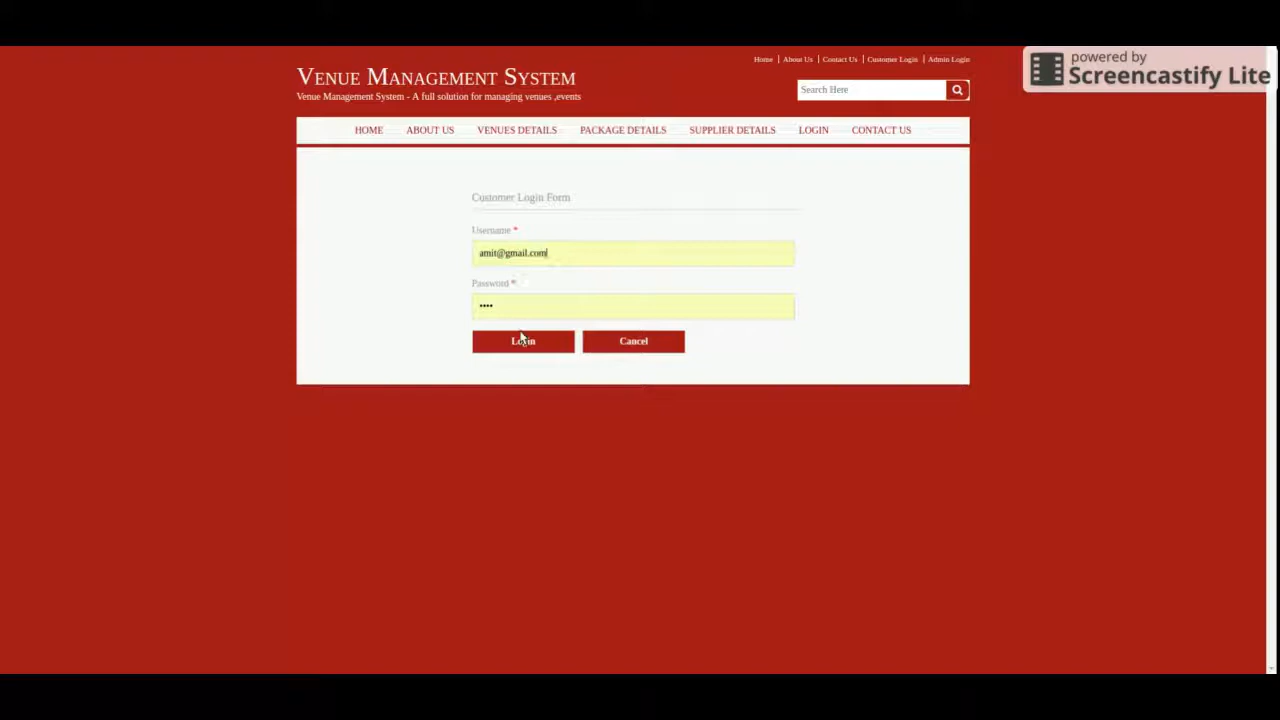 powered by
Screencastify Lite
Home | About Us | Contact Us | Customer Login | Admin Login
Venue Management System
Venue Management System - A full solution for managing venues ,events
Search Here
HOME ABOUT US VENUES DETAILS PACKAGE DETAILS SUPPLIER DETAILS LOGIN CONTACT US
Customer Login Form
Username *
amit@gmail.com
Password *
••••
Login Cancel